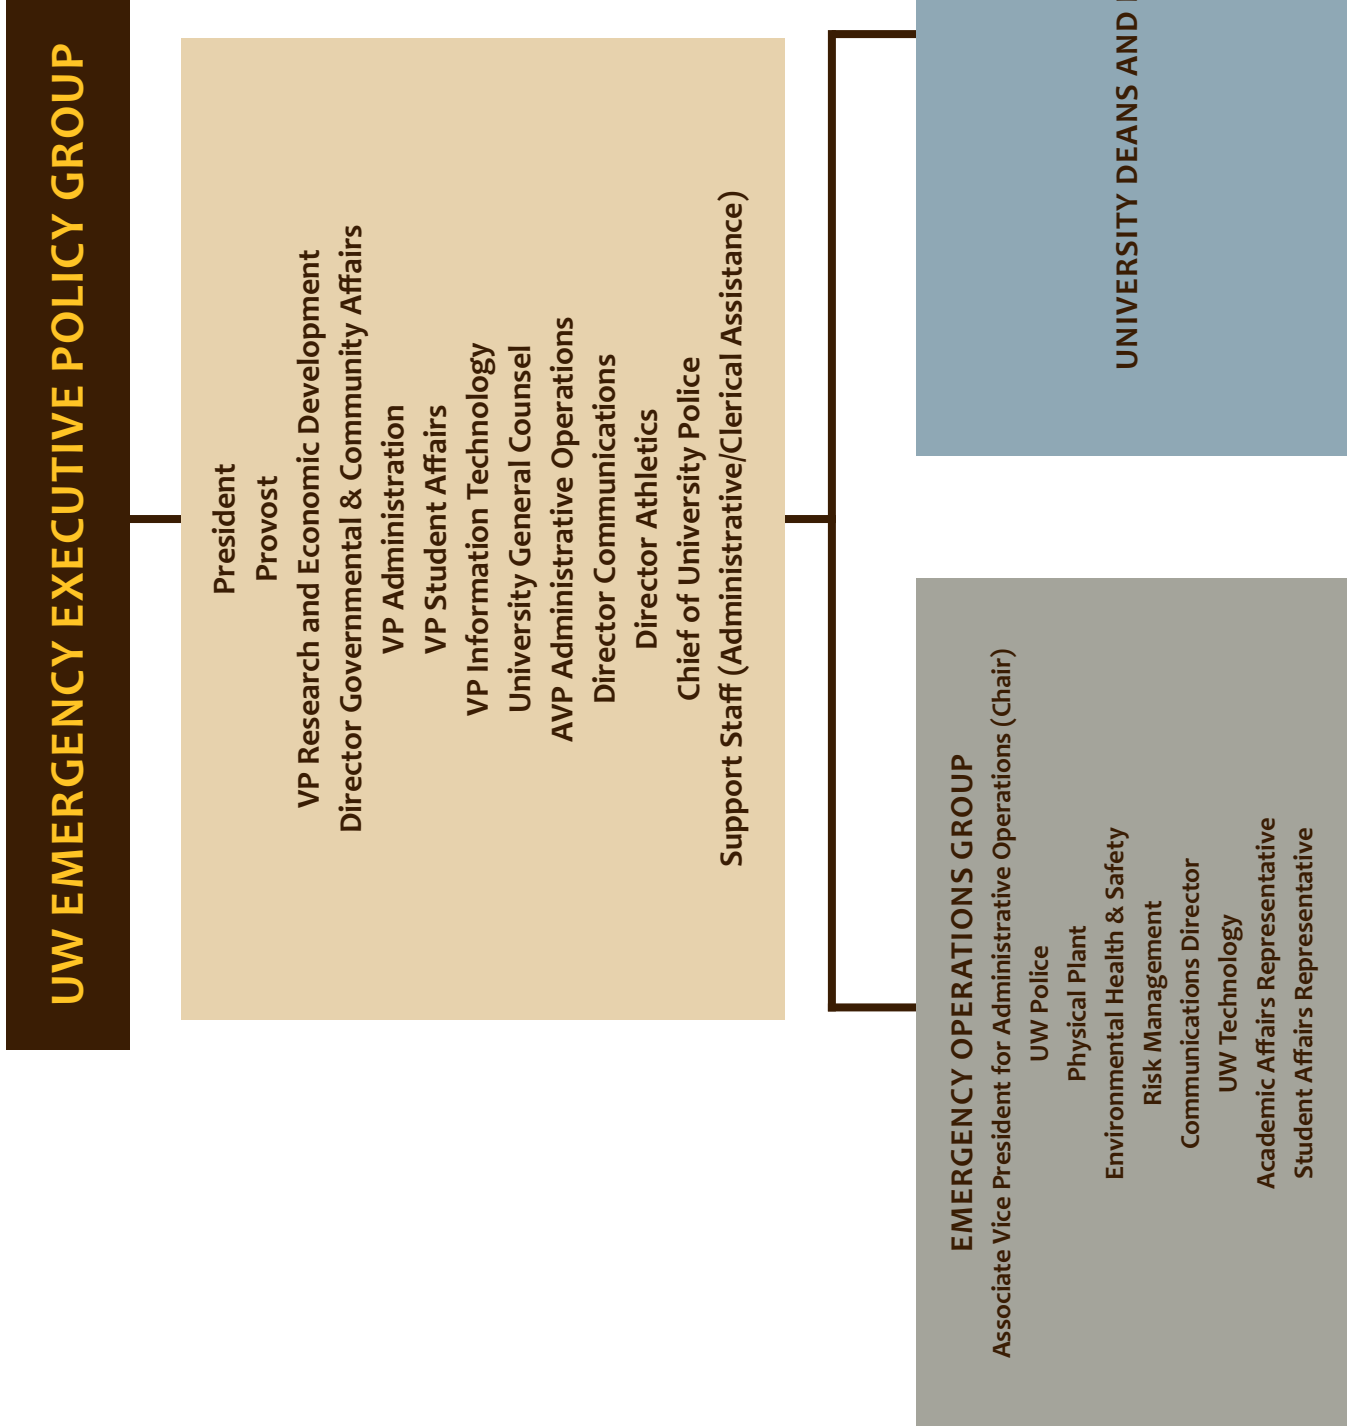 UW EMERGENCY EXECUTIVE POLICY GROUP
President
Provost
VP Research and Economic Development
Director Governmental & Community Affairs
VP Administration
VP Student Affairs
VP Information Technology
University General Counsel
AVP Administrative Operations
Director Communications
Director Athletics
Chief of University Police
Support Staff (Administrative/Clerical Assistance)
EMERGENCY OPERATIONS GROUP
Associate Vice President for Administrative Operations (Chair)
UW Police
Physical Plant
Environmental Health & Safety
Risk Management
Communications Director
UW Technology
Academic Affairs Representative
Student Affairs Representative
UNIVERSITY DEANS AND